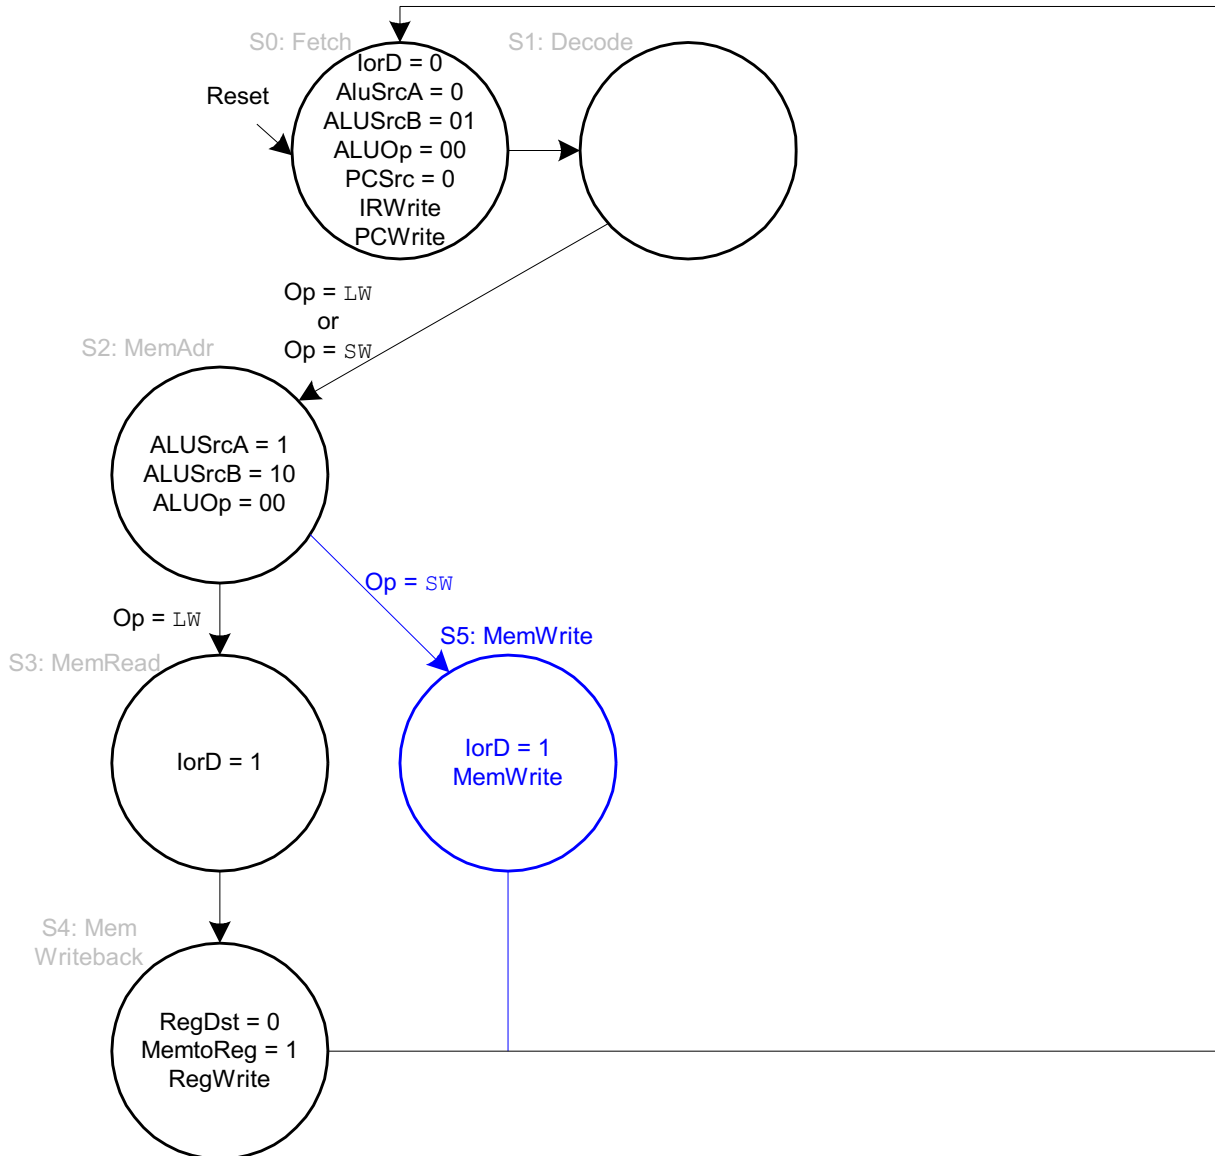 S0: Fetch
S1: Decode
Reset
IorD = 0
AluSrcA = 0
ALUSrcB = 01
ALUOp = 00
PCSrc = 0
IRWrite
PCWrite
Op = LW
or
Op = SW
S2: MemAdr
ALUSrcA = 1
ALUSrcB = 10
ALUOp = 00
Op = SW
Op = LW
S5: MemWrite
S3: MemRead
IorD = 1
IorD = 1
MemWrite
S4: Mem
Writeback
RegDst = 0
MemtoReg = 1
RegWrite